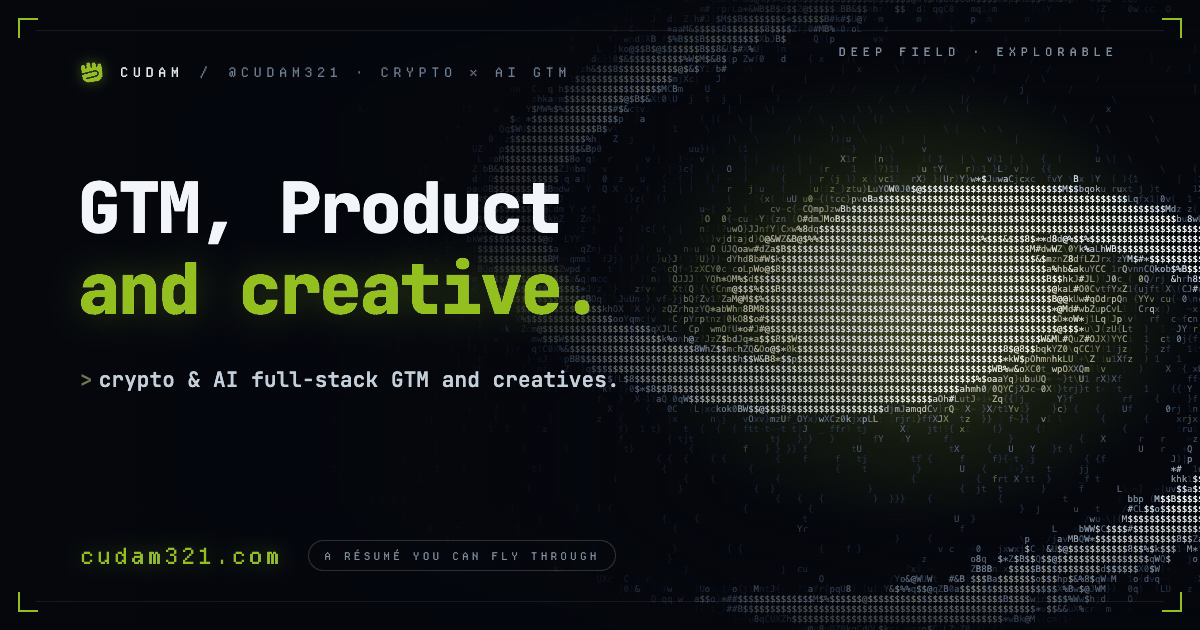 CUDAM / @CUDAM321 · CRYPTO × AI GTM
DEEP FIELD · EXPLORABLE
GTM, Product
and creative.
> crypto & AI full-stack GTM and creatives.
cudam321.com
A RÉSUMÉ YOU CAN FLY THROUGH